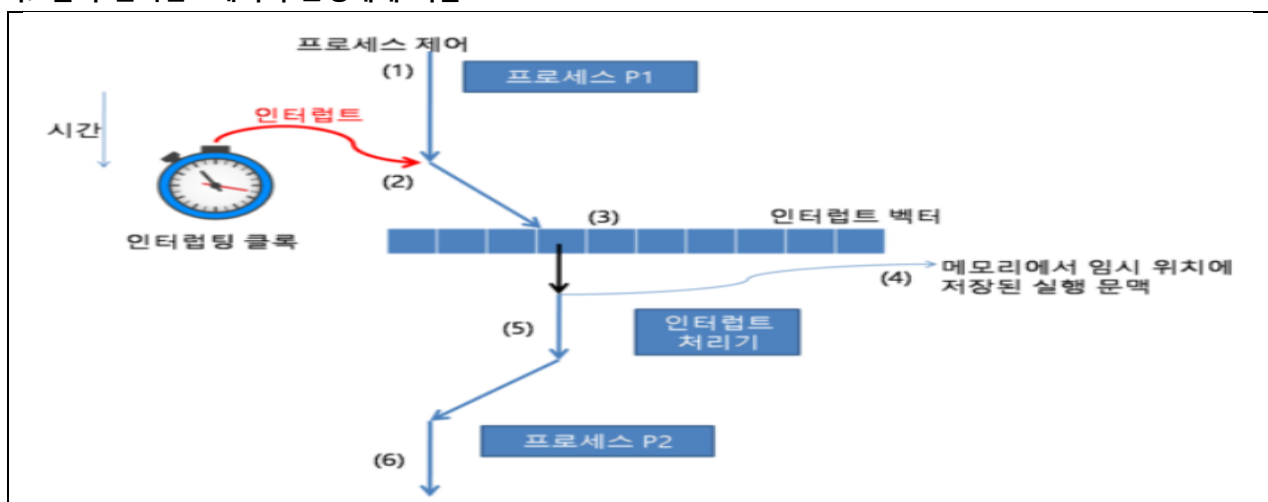 프로세스 제어
(1)
프로세스 P1
인터럽트
시간
(2)
(3)
인터럽트 벡터
인터럽팅 클록
(4)
메모리에서 임시 위치에
저장된 실행 문맥
(5)
인터럽트
처리기
프로세스 P2
(6)